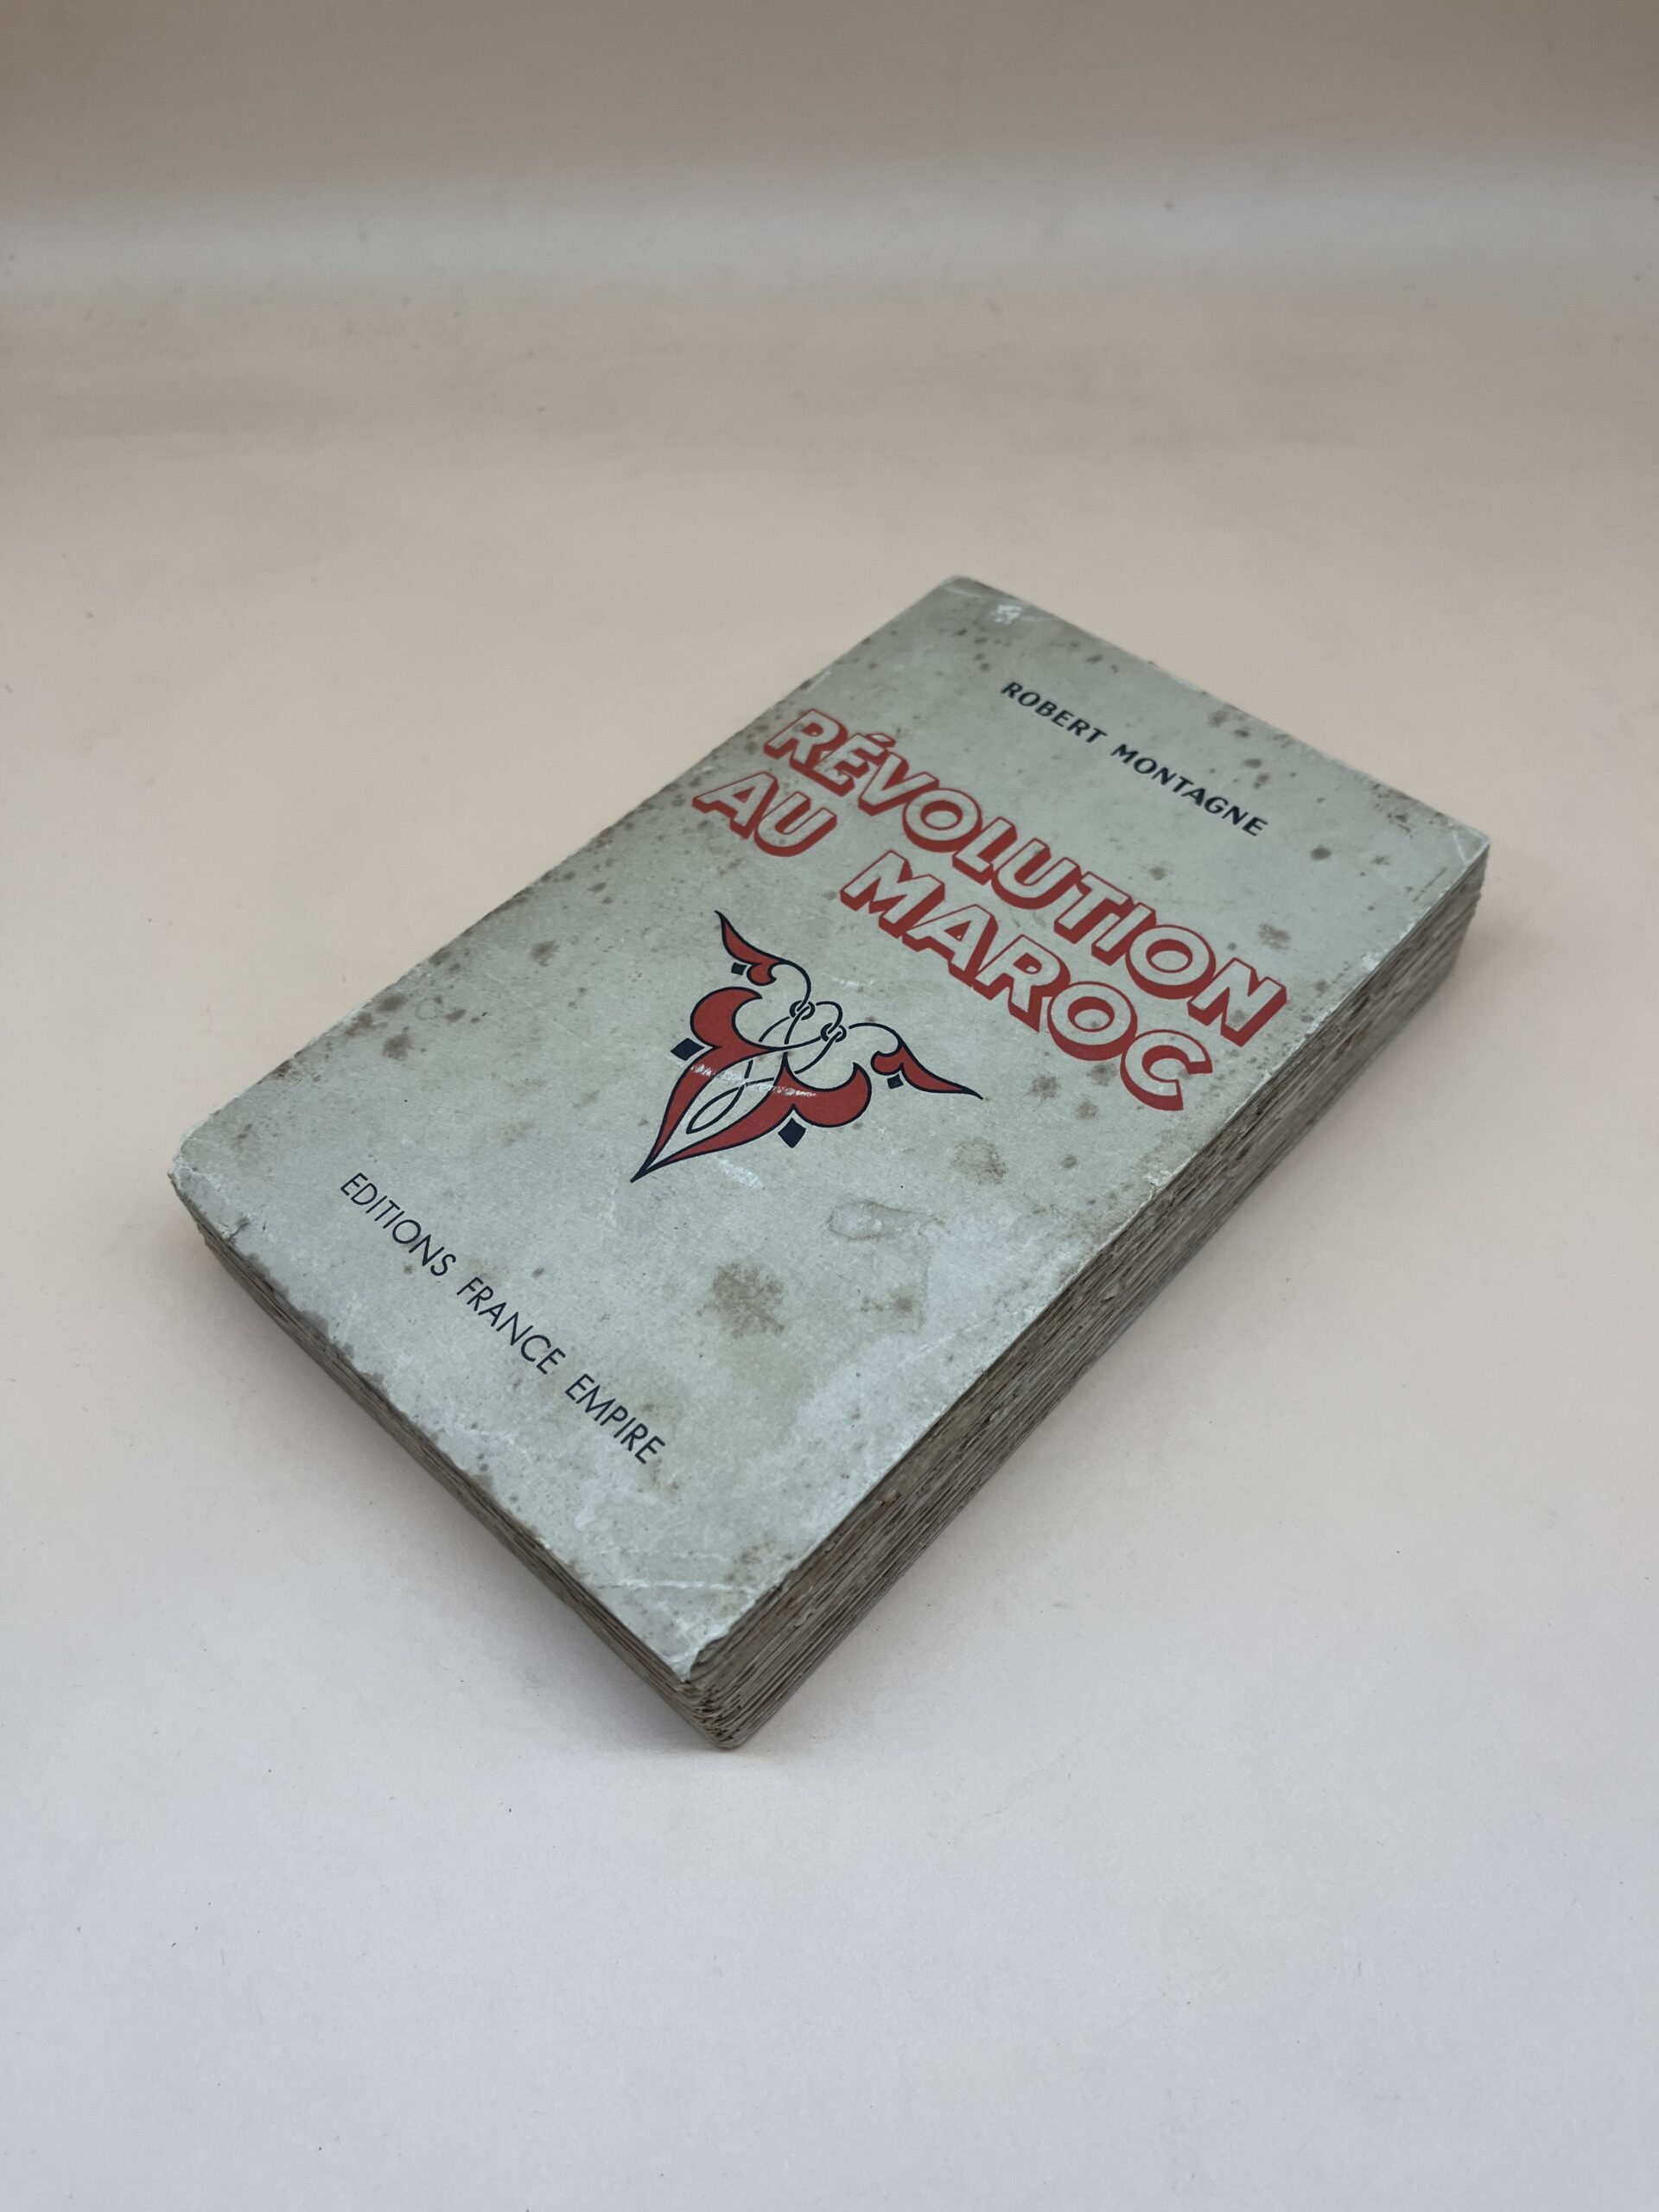 ROBERT MONTAGNE
RÉVOLUTION
AU MAROC
EDITIONS FRANCE EMPIRE